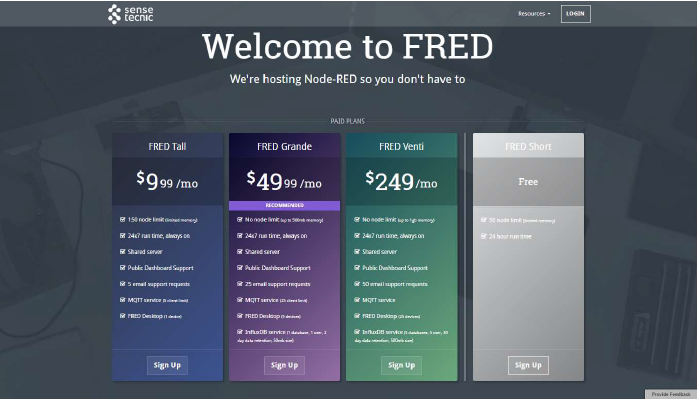 sense
tecnic
Resources
LOGIN
Welcome to FRED
We're hosting Node-RED so you don't have to
PAID PLANS
FRED Tall
$9 99 /mo
150 node limit (limited memory)
24x7 run time, always on
Shared server
Public Dashboard Support
5 email support requests
MQTT service (5 client limit)
FRED Desktop (1 device)
Sign Up
FRED Grande
$49 99 /mo
RECOMMENDED
No node limit (up to 500mb memory)
24x7 run time, always on
Shared server
Public Dashboard Support
25 email support requests
MQTT service (25 client limit)
FRED Desktop (5 devices)
InfluxDB service (1 database, 1 user, 2
day data retention, 50mb size)
Sign Up
FRED Venti
$249 /mo
No node limit (up to 1gb memory)
24x7 run time, always on
Shared server
Public Dashboard Support
50 email support requests
MQTT service
FRED Desktop (25 devices)
InfluxDB service (5 databases, 5 user, 30
day data retention, 500mb size)
Sign Up
FRED Short
Free
50 node limit (limited memory)
24 hour run time
Sign Up
Provide Feedback